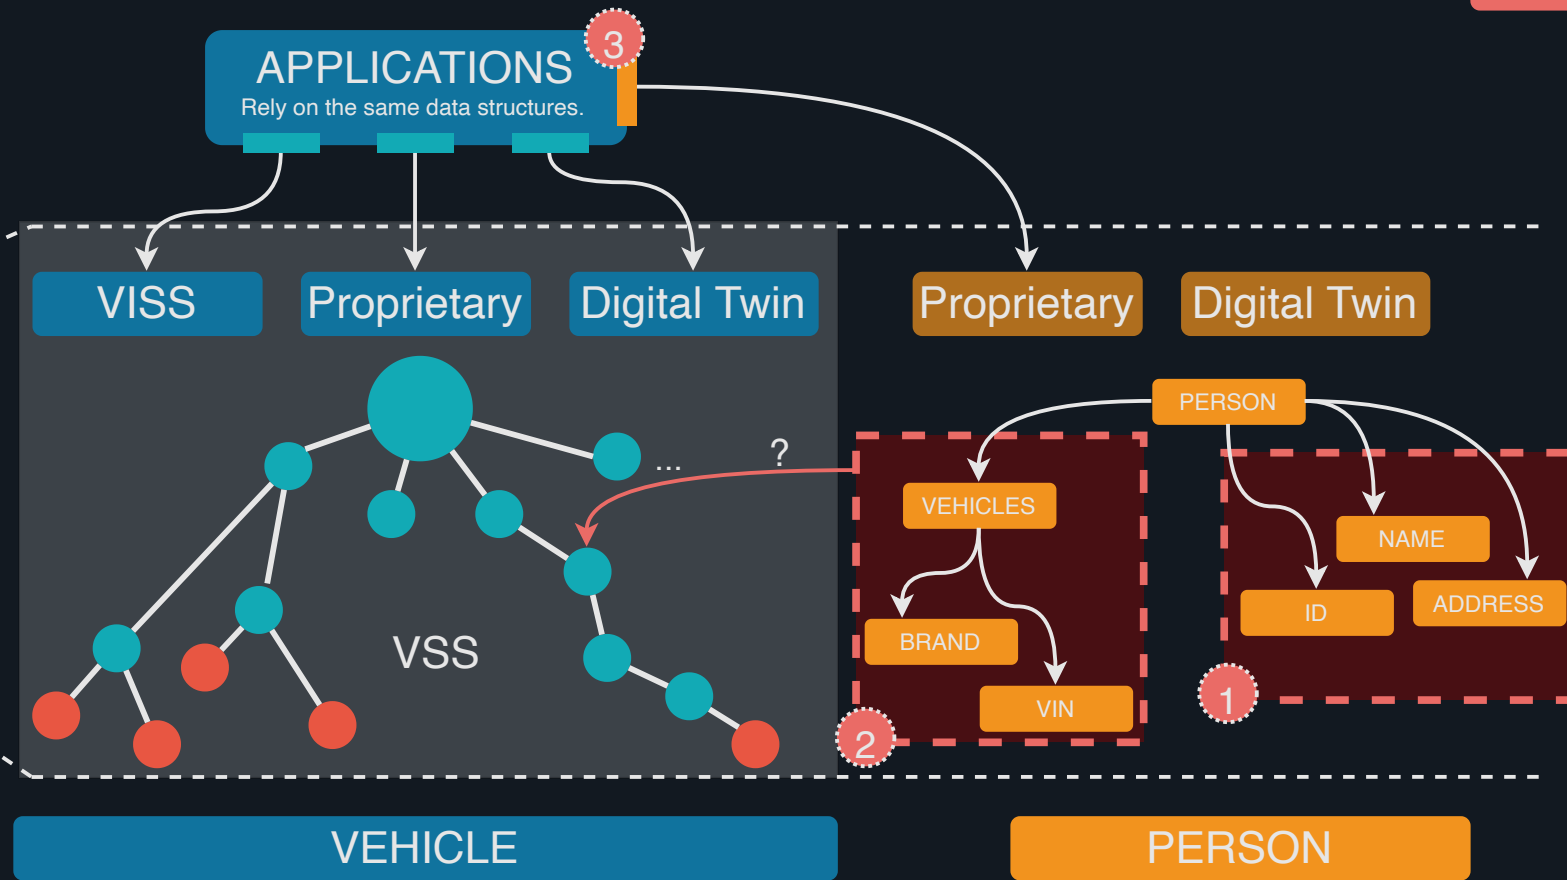 3
APPLICATIONS
Rely on the same data structures.
VISS
Proprietary
Digital Twin
Proprietary
Digital Twin
PERSON
...
?
VEHICLES
NAME
ID
ADDRESS
BRAND
VSS
VIN
1
2
VEHICLE
PERSON